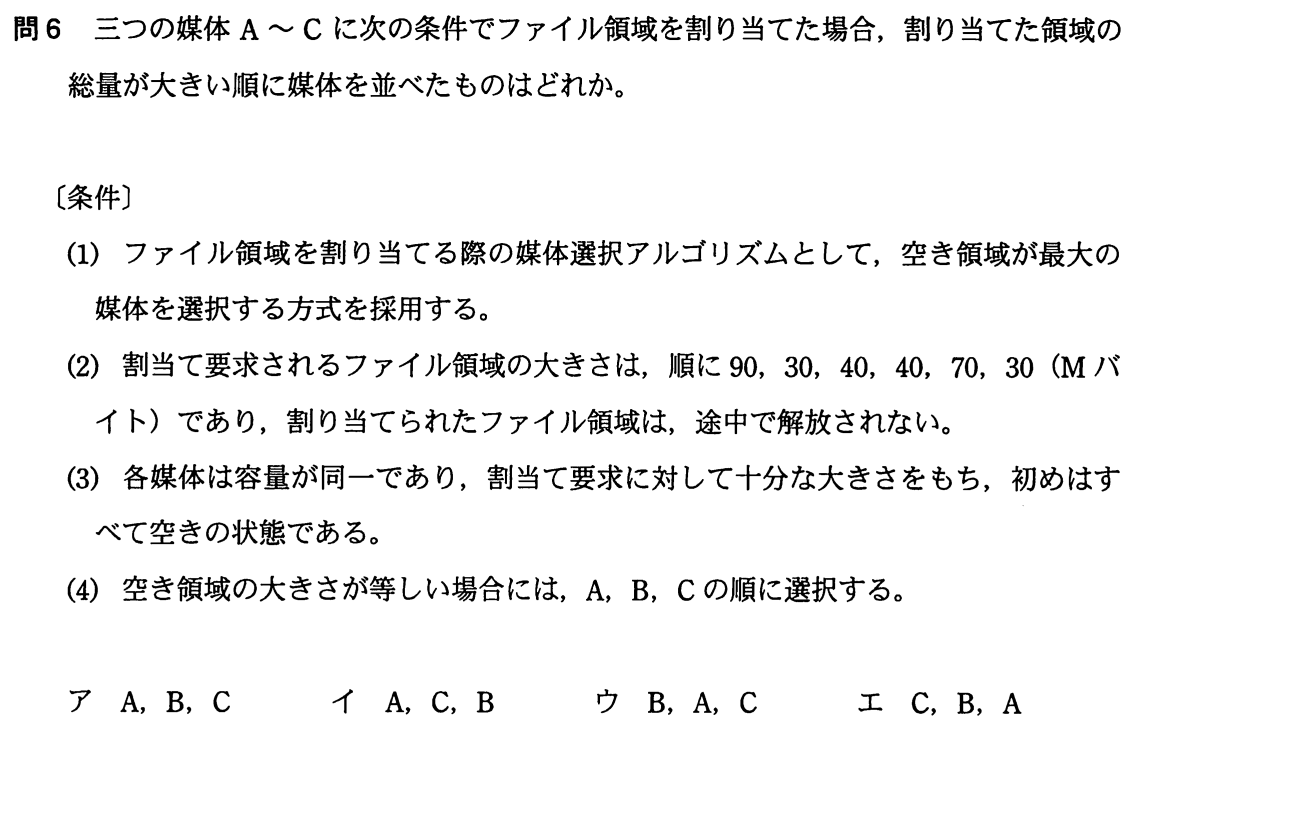 問6 三つの媒体 A ～ C に次の条件でファイル領域を割り当てた場合，割り当てた領域の
総量が大きい順に媒体を並べたものはどれか。
〔条件〕
(1) ファイル領域を割り当てる際の媒体選択アルゴリズムとして，空き領域が最大の
媒体を選択する方式を採用する。
(2) 割当て要求されるファイル領域の大きさは，順に 90，30，40，40，70，30（M バ
イト）であり，割り当てられたファイル領域は，途中で解放されない。
(3) 各媒体は容量が同一であり，割当て要求に対して十分な大きさをもち，初めはす
べて空きの状態である。
(4) 空き領域の大きさが等しい場合には，A，B，C の順に選択する。
ア A，B，C イ A，C，B ウ B，A，C エ C，B，A